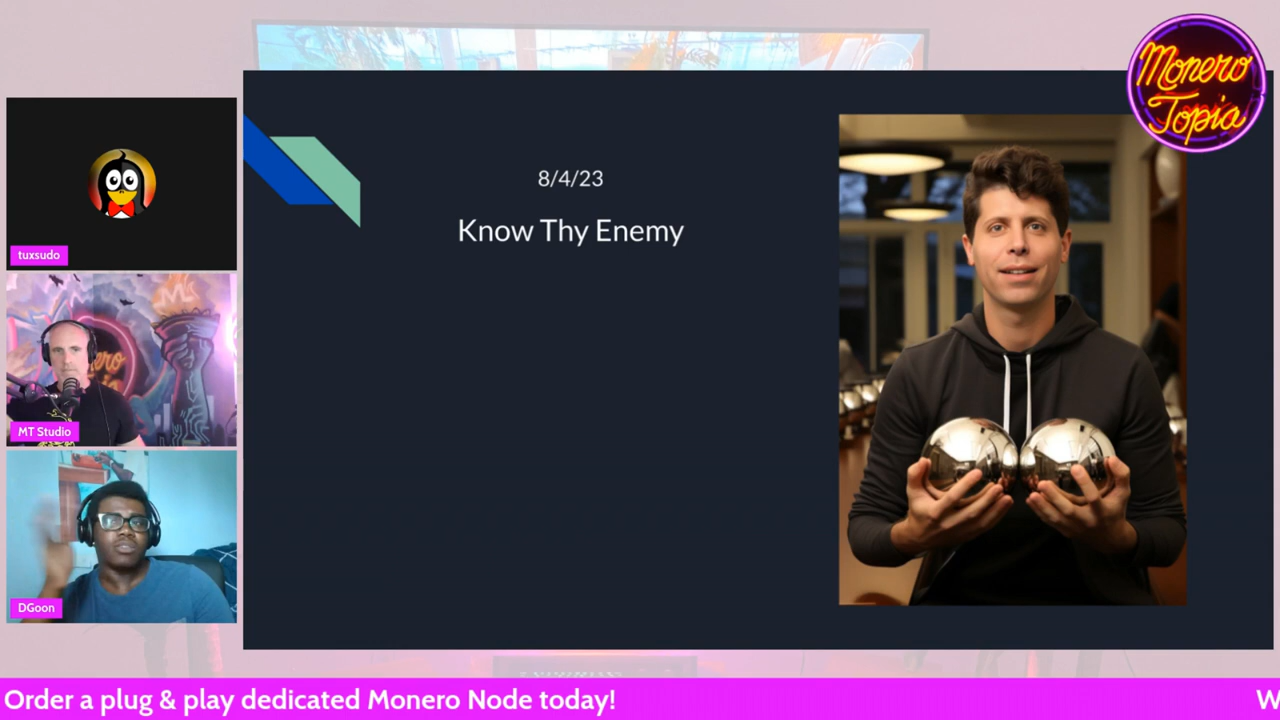 Monero
Topia
tuxsudo
MT Studio
DGoon
8/4/23
Know Thy Enemy
Order a plug & play dedicated Monero Node today!
W